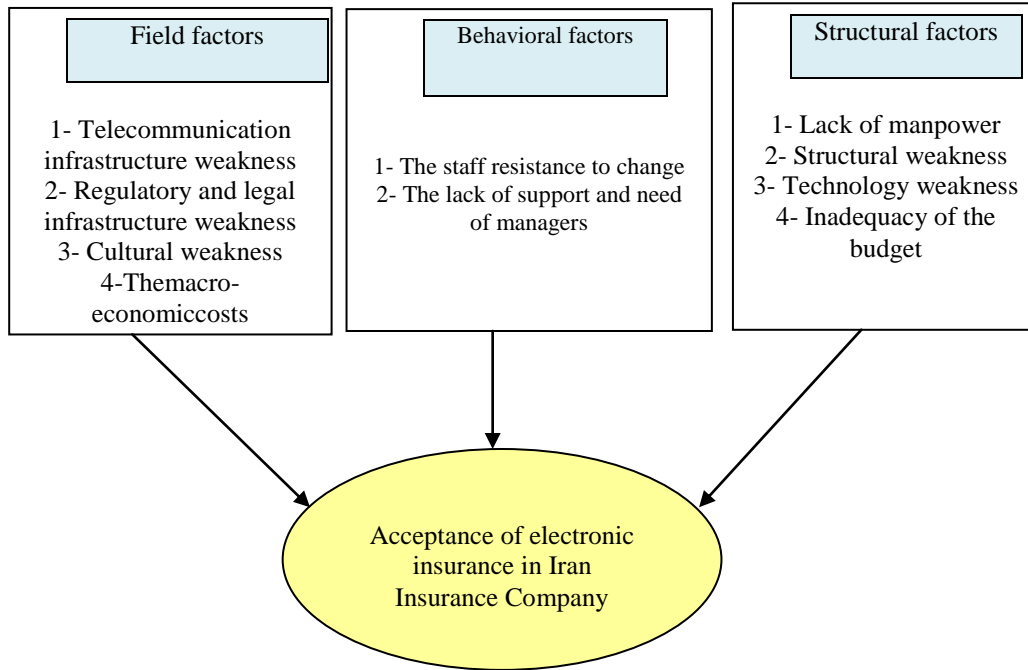 Field factors
1- Telecommunication
infrastructure weakness
2- Regulatory and legal
infrastructure weakness
3- Cultural weakness
4-Themacro-
economiccosts
Behavioral factors
1- The staff resistance to change
2- The lack of support and need
of managers
Structural factors
1- Lack of manpower
2- Structural weakness
3- Technology weakness
4- Inadequacy of the
budget
Acceptance of electronic
insurance in Iran
Insurance Company